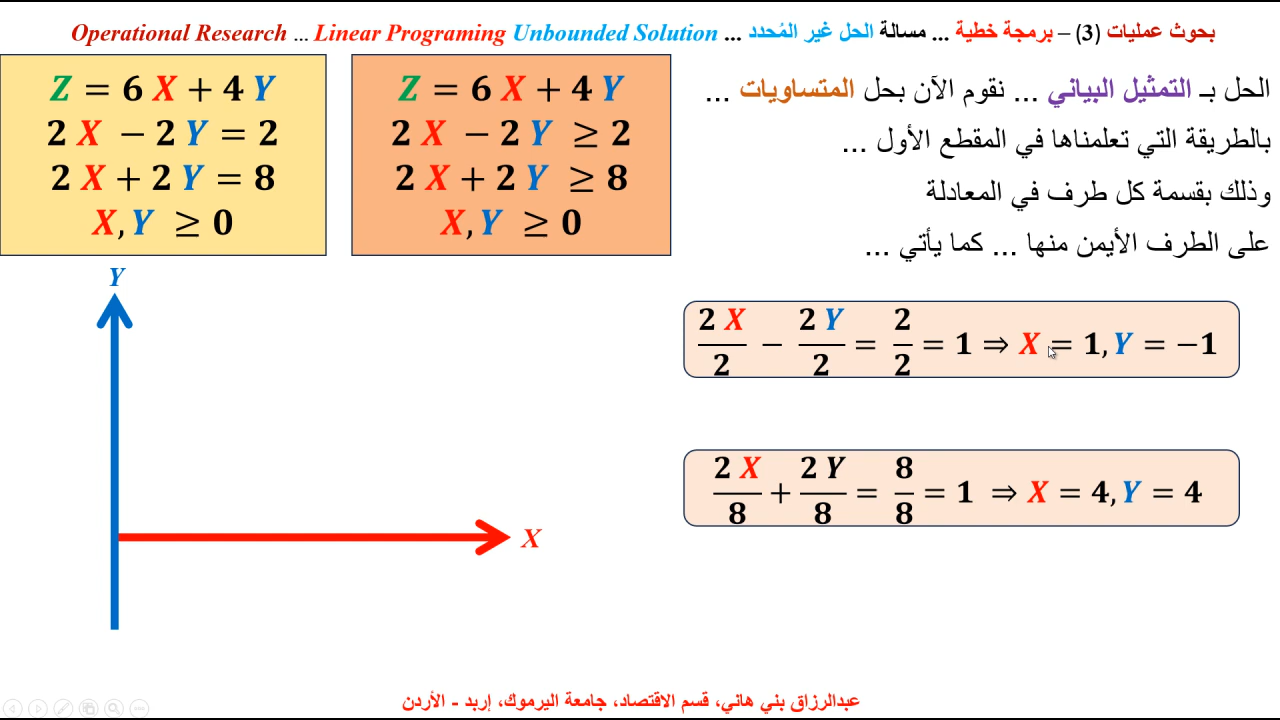 بحوث عمليات (3) – برمجة خطية ... مسالة الحل غير المُحدد ... Operational Research ... Linear Programing Unbounded Solution
Z = 6 X + 4 Y
2 X − 2 Y = 2
2 X + 2 Y = 8
X, Y ≥ 0
Z = 6 X + 4 Y
2 X − 2 Y ≥ 2
2 X + 2 Y ≥ 8
X, Y ≥ 0
الحل بـ التمثيل البياني ... نقوم الآن بحل المتساويات ...
بالطريقة التي تعلمناها في المقطع الأول ...
وذلك بقسمة كل طرف في المعادلة
على الطرف الأيمن منها ... كما يأتي ...
2 X / 2 − 2 Y / 2 = 2 / 2 = 1 ⇒ X = 1, Y = −1
2 X / 8 + 2 Y / 8 = 8 / 8 = 1 ⇒ X = 4, Y = 4
Y
X
عبدالرزاق بني هاني، قسم الاقتصاد، جامعة اليرموك، إربد - الأردن